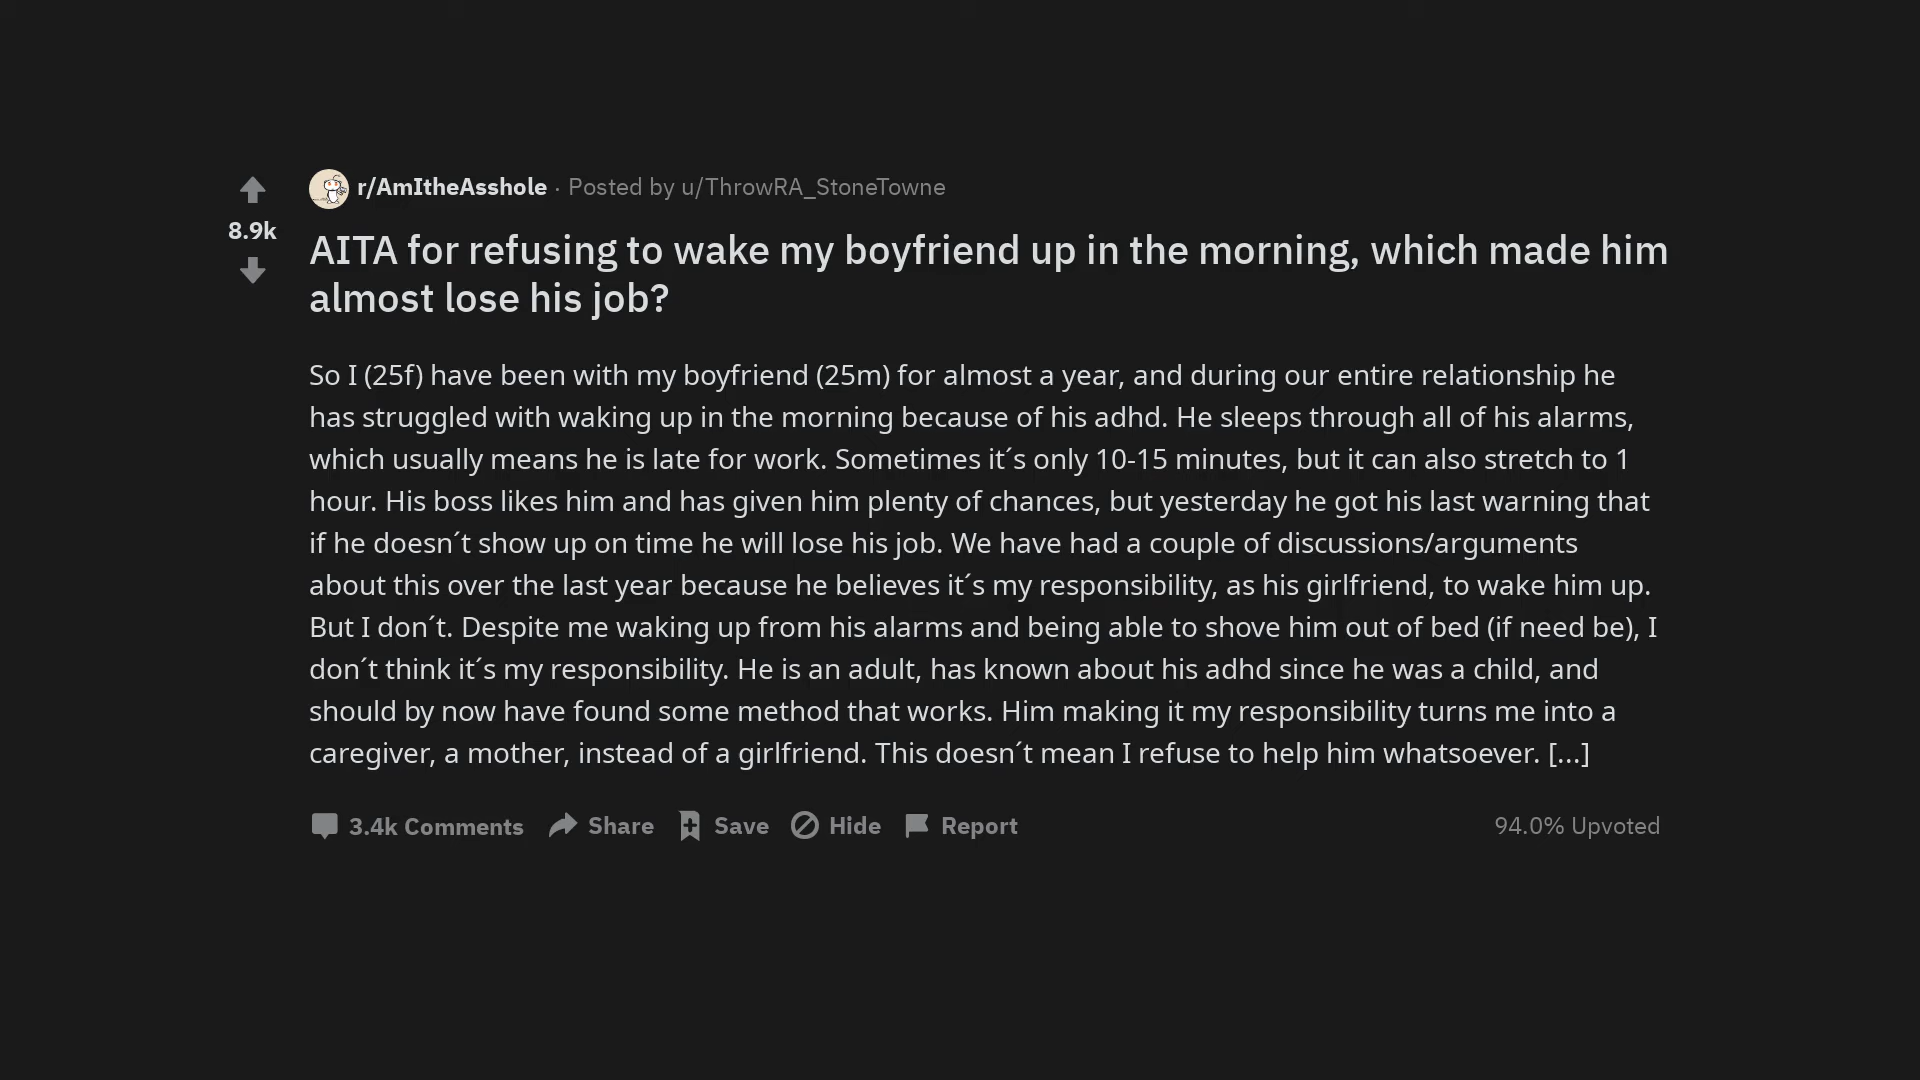 r/AmItheAsshole · Posted by u/ThrowRA_StoneTowne
8.9k
AITA for refusing to wake my boyfriend up in the morning, which made him
almost lose his job?
So I (25f) have been with my boyfriend (25m) for almost a year, and during our entire relationship he
has struggled with waking up in the morning because of his adhd. He sleeps through all of his alarms,
which usually means he is late for work. Sometimes it´s only 10-15 minutes, but it can also stretch to 1
hour. His boss likes him and has given him plenty of chances, but yesterday he got his last warning that
if he doesn´t show up on time he will lose his job. We have had a couple of discussions/arguments
about this over the last year because he believes it´s my responsibility, as his girlfriend, to wake him up.
But I don´t. Despite me waking up from his alarms and being able to shove him out of bed (if need be), I
don´t think it´s my responsibility. He is an adult, has known about his adhd since he was a child, and
should by now have found some method that works. Him making it my responsibility turns me into a
caregiver, a mother, instead of a girlfriend. This doesn´t mean I refuse to help him whatsoever. [...]
3.4k Comments Share Save Hide Report 94.0% Upvoted